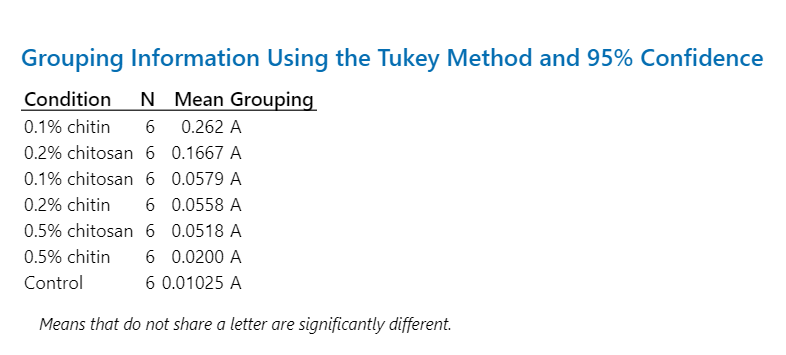 Grouping Information Using the Tukey Method and 95% Confidence
Condition N Mean Grouping
0.1% chitin 6 0.262 A
0.2% chitosan 6 0.1667 A
0.1% chitosan 6 0.0579 A
0.2% chitin 6 0.0558 A
0.5% chitosan 6 0.0518 A
0.5% chitin 6 0.0200 A
Control 6 0.01025 A
Means that do not share a letter are significantly different.